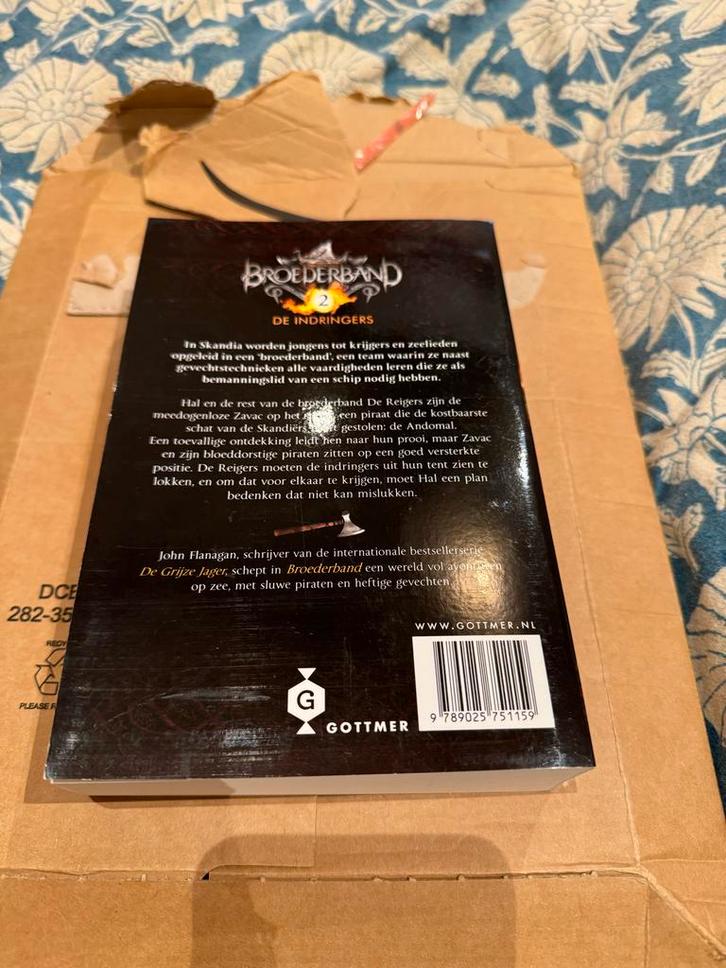 BROEDERBAND
2
DE INDRINGERS
In Skandia worden jongens tot krijgers en zeelieden
opgeleid in een 'broederband', een team waarin ze naast
gevechtstechnieken alle vaardigheden leren die ze als
bemanningslid van een schip nodig hebben.
Hal en de rest van de broederband De Reigers zijn de
meedogenloze Zavac op het een piraat die de kostbaarste
schat van de Skandiërs gestolen: de Andomal.
Een toevallige ontdekking leidt hen naar hun prooi, maar Zavac
en zijn bloeddorstige piraten zitten op een goed versterkte
positie. De Reigers moeten de indringers uit hun tent zien te
lokken, en om dat voor elkaar te krijgen, moet Hal een plan
bedenken dat niet kan mislukken.
John Flanagan, schrijver van de internationale bestsellerserie
De Grijze Jager, schept in Broederband een wereld vol avonturen
op zee, met sluwe piraten en heftige gevechten.
WWW.GOTTMER.NL
G
GOTTMER
9 789025 751159
DCE
282-35
RECY
PLEASE R